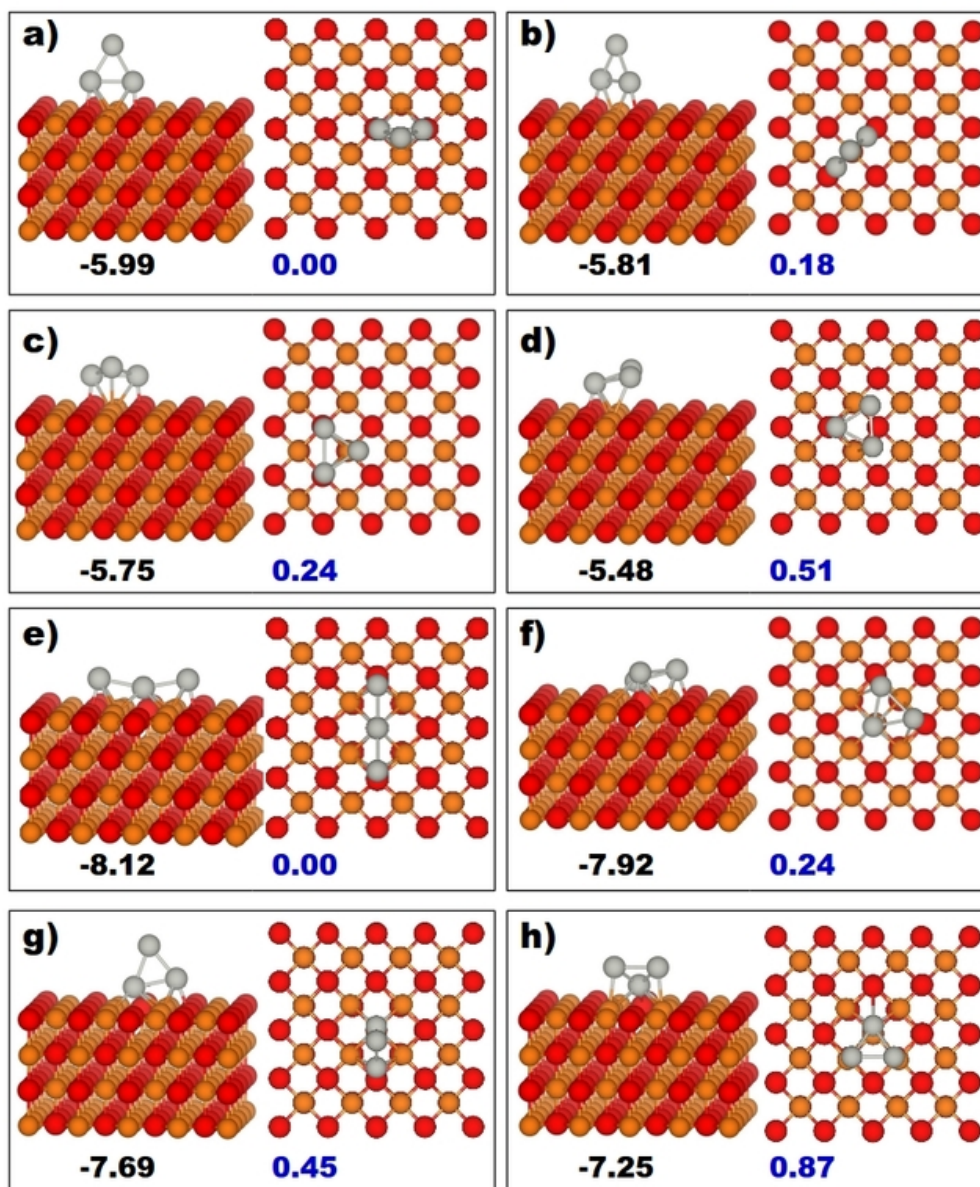 a)
-5.99 0.00
b)
-5.81 0.18
c)
-5.75 0.24
d)
-5.48 0.51
e)
-8.12 0.00
f)
-7.92 0.24
g)
-7.69 0.45
h)
-7.25 0.87